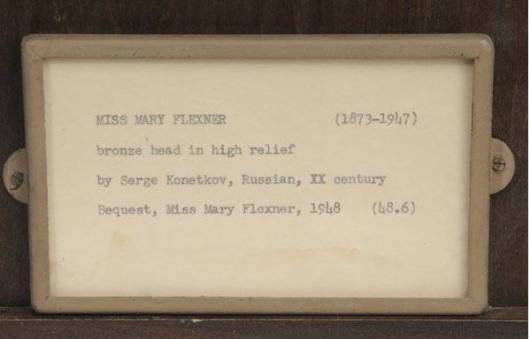 MISS MARY FLEXNER (1873-1947)
bronze head in high relief
by Serge Konetkov, Russian, XX century
Bequest, Miss Mary Flexner, 1948 (48.6)